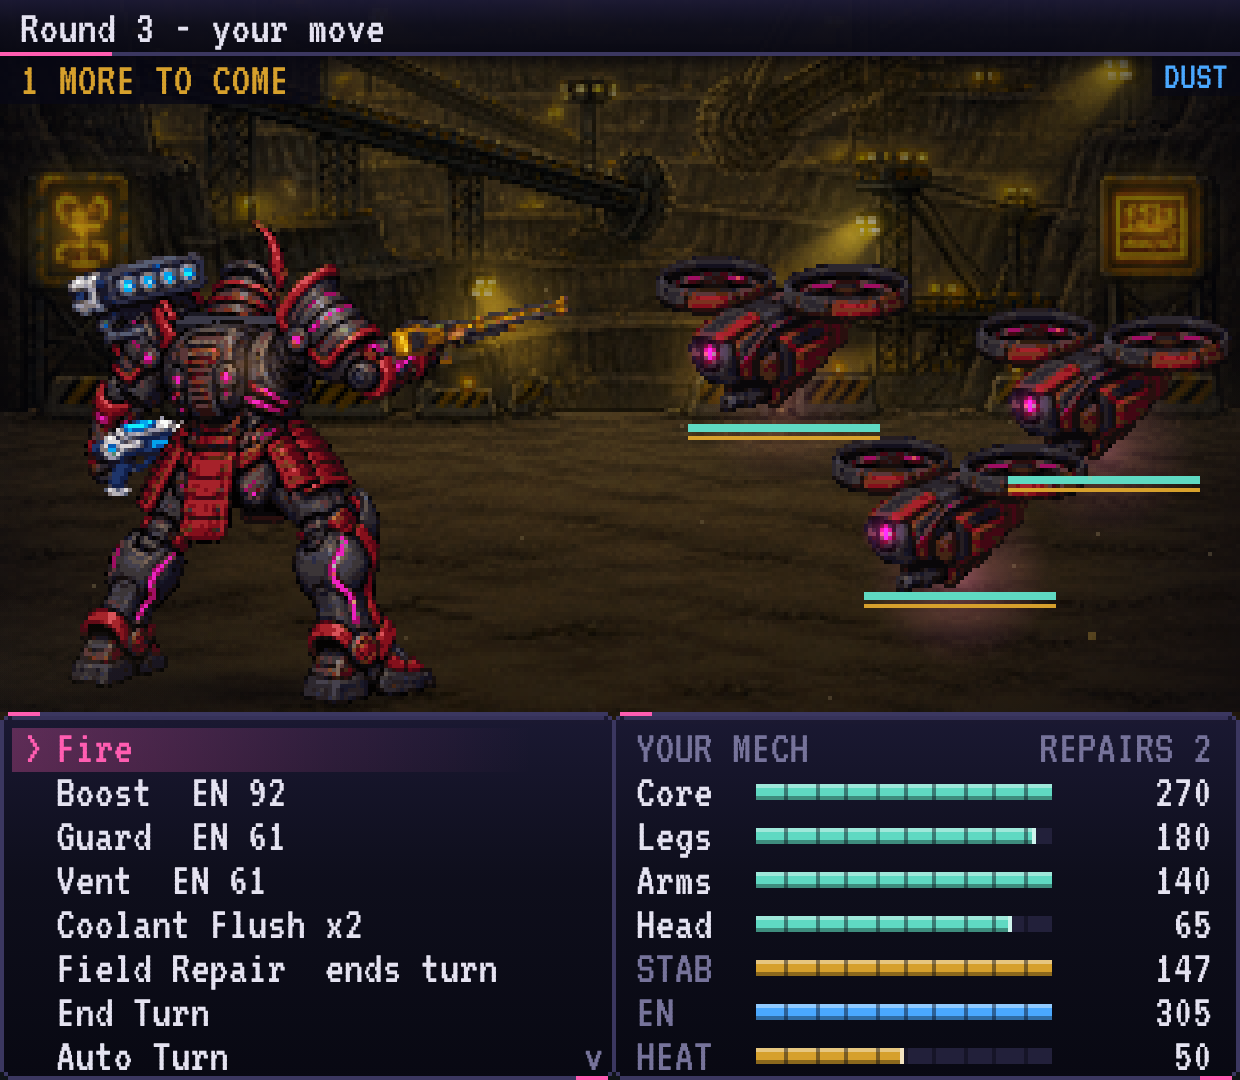 Round 3 - your move
1 MORE TO COME
DUST
> Fire
Boost EN 92
Guard EN 61
Vent EN 61
Coolant Flush x2
Field Repair ends turn
End Turn
Auto Turn v
YOUR MECH REPAIRS 2
Core 270
Legs 180
Arms 140
Head 65
STAB 147
EN 305
HEAT 50